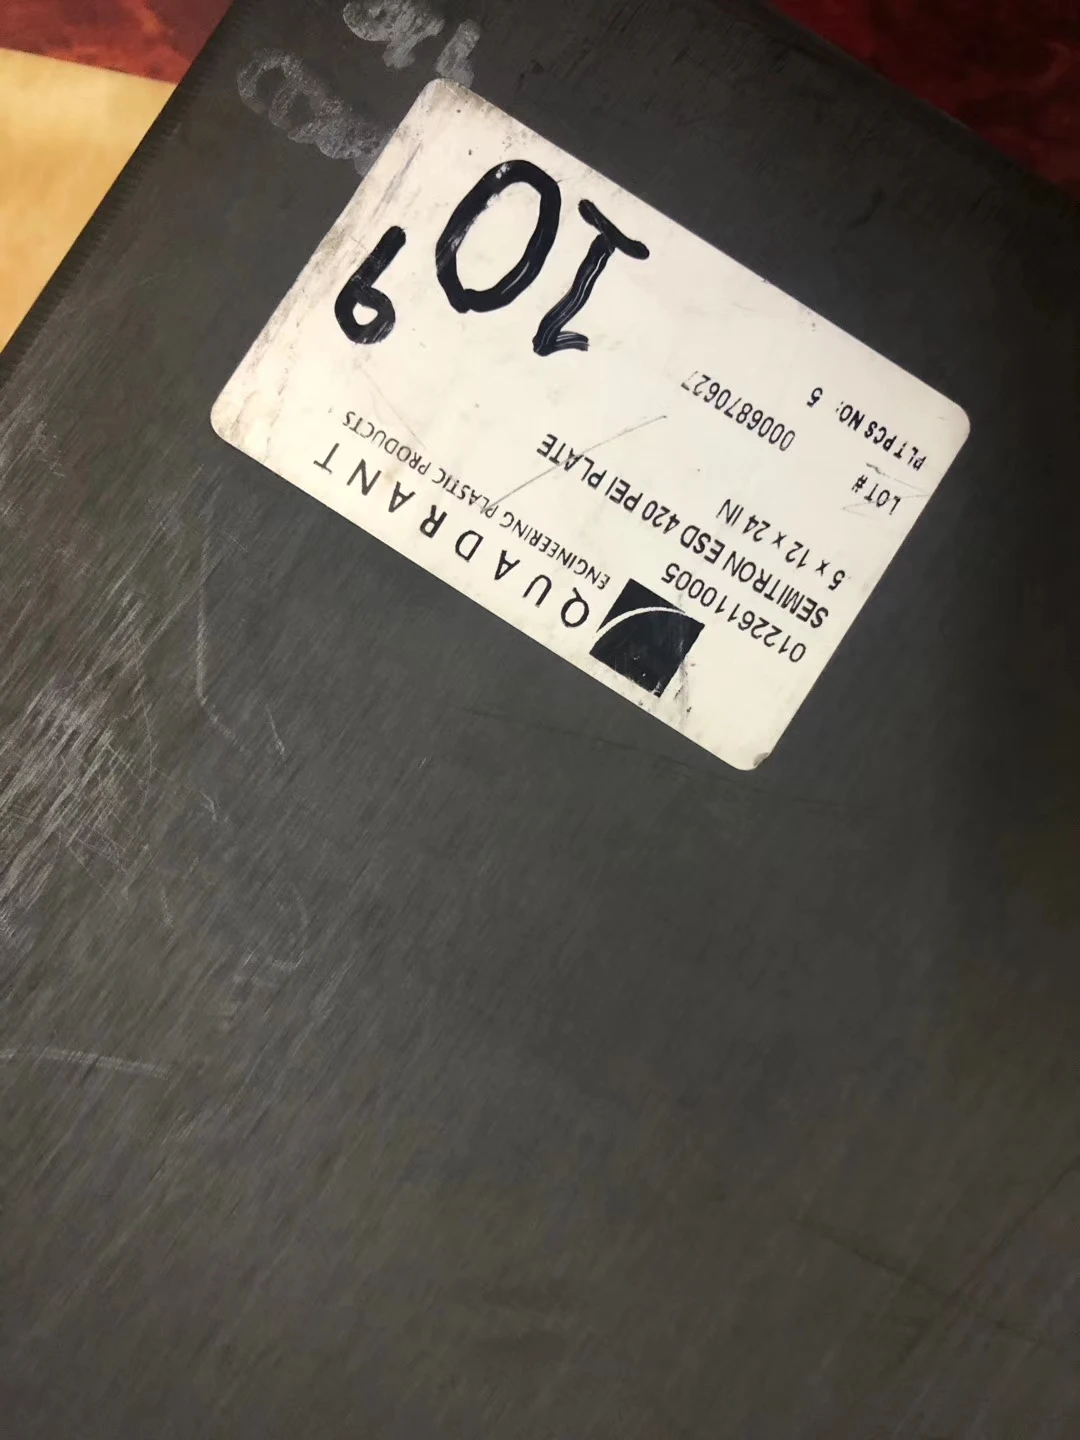 QUADRANT
ENGINEERING PLASTIC PRODUCTS
01226110005
SEMITRON ESD 420 PEI PLATE
5 x 12 x 24 IN
LOT# 0006870627
PLT PCS NO: 5
10